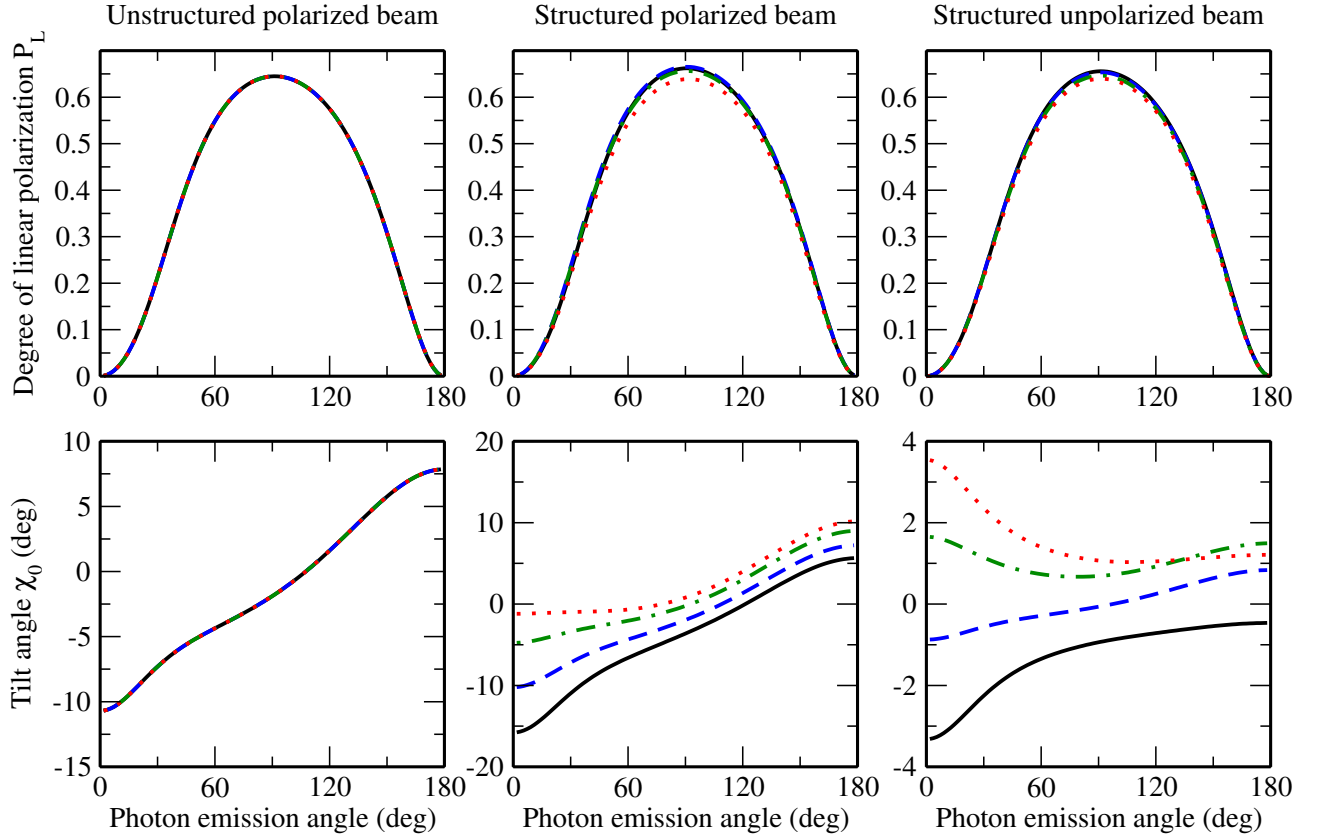 Unstructured polarized beam
Structured polarized beam
Structured unpolarized beam
Degree of linear polarization P_L
0.6
0.5
0.4
0.3
0.2
0.1
0
0 60 120 180
0.6
0.5
0.4
0.3
0.2
0.1
0
0 60 120 180
0.6
0.5
0.4
0.3
0.2
0.1
0
0 60 120 180
Tilt angle χ_0 (deg)
10
5
0
-5
-10
-15
0 60 120 180
Photon emission angle (deg)
20
10
0
-10
-20
0 60 120 180
Photon emission angle (deg)
4
2
0
-2
-4
0 60 120 180
Photon emission angle (deg)